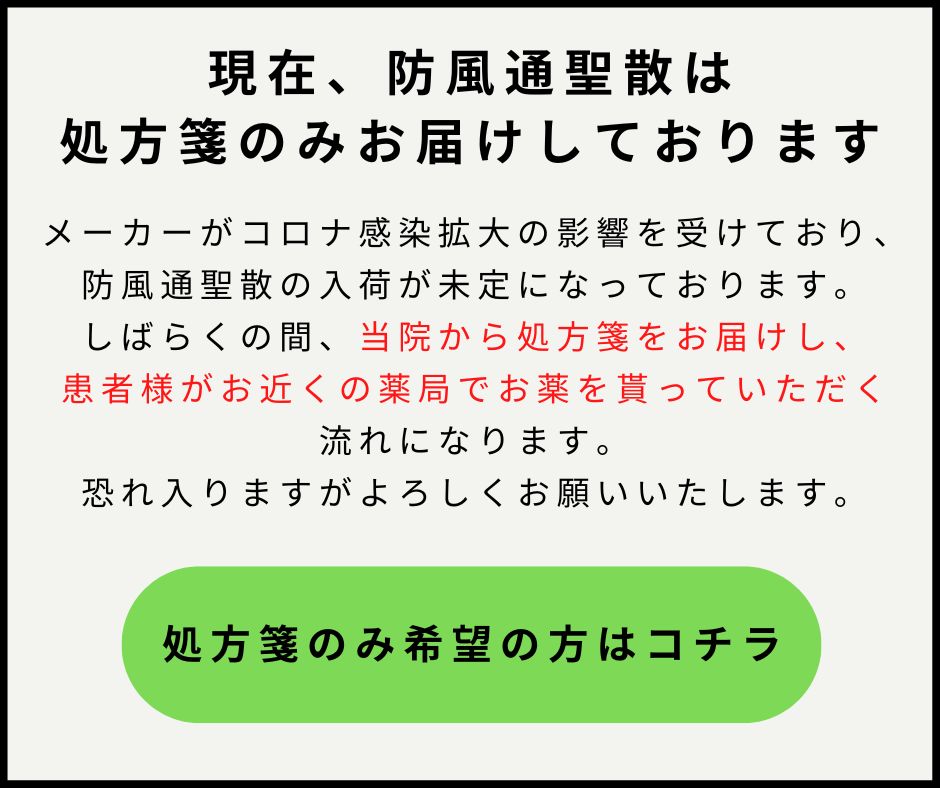 現在、防風通聖散は
処方箋のみお届けしております
メーカーがコロナ感染拡大の影響を受けており、
防風通聖散の入荷が未定になっております。
しばらくの間、当院から処方箋をお届けし、
患者様がお近くの薬局でお薬を貰っていただく
流れになります。
恐れ入りますがよろしくお願いいたします。
処方箋のみ希望の方はコチラ